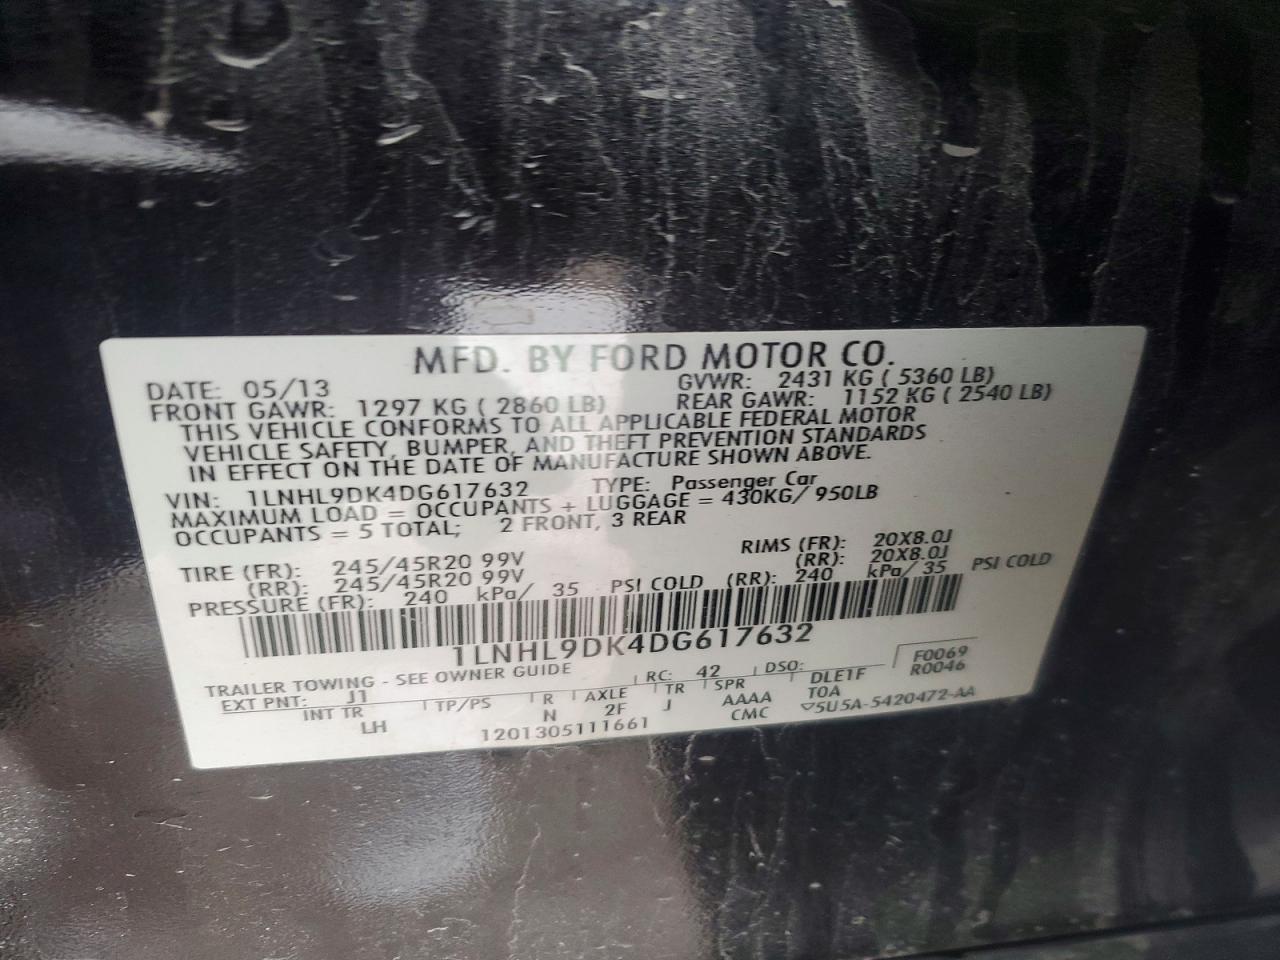 MFD. BY FORD MOTOR CO.
DATE: 05/13 GVWR: 2431 KG ( 5360 LB)
FRONT GAWR: 1297 KG ( 2860 LB) REAR GAWR: 1152 KG ( 2540 LB)
THIS VEHICLE CONFORMS TO ALL APPLICABLE FEDERAL MOTOR
VEHICLE SAFETY, BUMPER, AND THEFT PREVENTION STANDARDS
IN EFFECT ON THE DATE OF MANUFACTURE SHOWN ABOVE.
VIN: 1LNHL9DK4DG617632 TYPE: Passenger Car
MAXIMUM LOAD = OCCUPANTS + LUGGAGE = 430KG/ 950LB
OCCUPANTS = 5 TOTAL; 2 FRONT, 3 REAR
TIRE (FR): 245/45R20 99V RIMS (FR): 20X8.0J
(RR): 245/45R20 99V (RR): 20X8.0J
PRESSURE (FR): 240 kPa/ 35 PSI COLD (RR): 240 kPa/ 35 PSI COLD
1LNHL9DK4DG617632
TRAILER TOWING - SEE OWNER GUIDE F0069
EXT PNT: J1 RC: 42 DSO: R0046
INT TR TP/PS R AXLE TR SPR DLE1F
LH N 2F J AAAA TOA
1201305111661 CMC ▽5U5A-5420472-AA